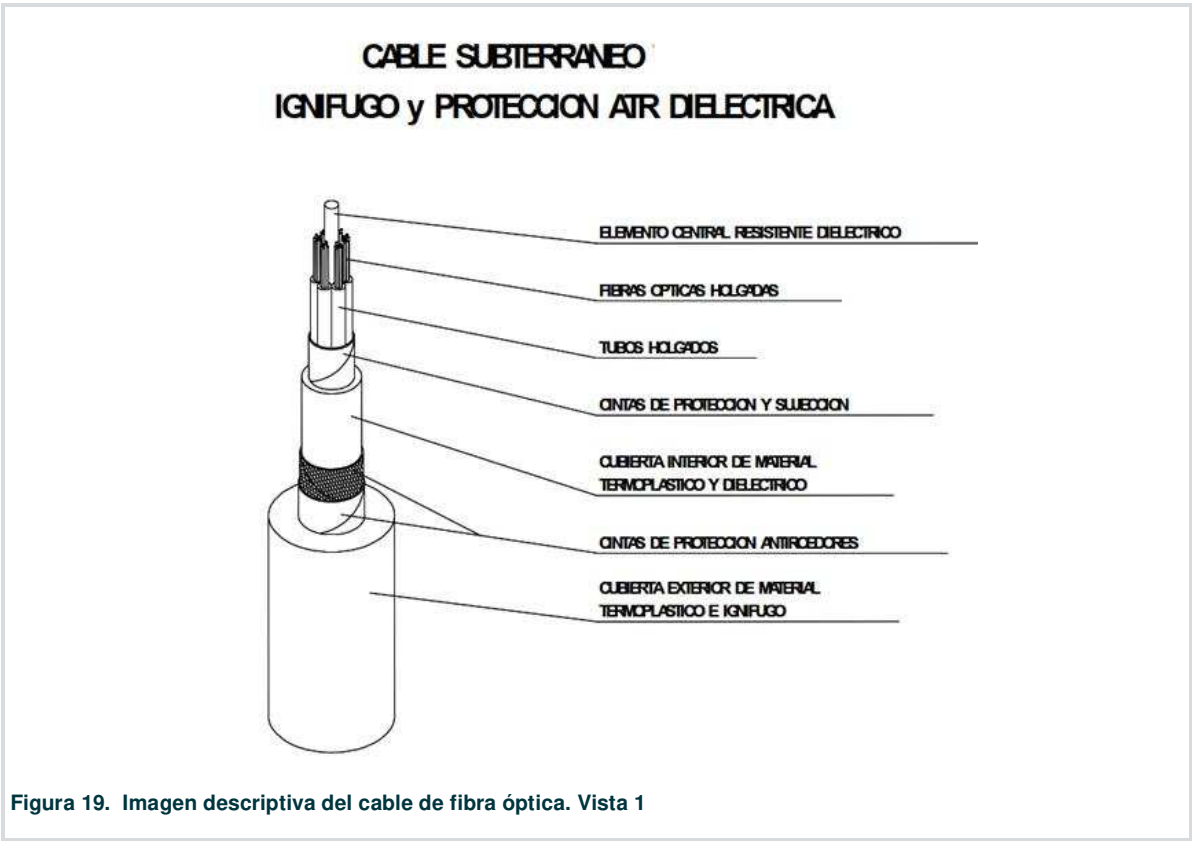 CABLE SUBTERRANEO
IGNIFUGO y PROTECCION ATR DIELECTRICA
ELEMENTO CENTRAL RESISTENTE DIELECTRICO
FIBRAS OPTICAS HOLGADAS
TUBOS HOLGADOS
CINTAS DE PROTECCION Y SUJECCION
CUBIERTA INTERIOR DE MATERIAL
TERMOPLASTICO Y DIELECTRICO
CINTAS DE PROTECCION ANTIROEDORES
CUBIERTA EXTERIOR DE MATERIAL
TERMOPLASTICO E IGNIFUGO
Figura 19. Imagen descriptiva del cable de fibra óptica. Vista 1